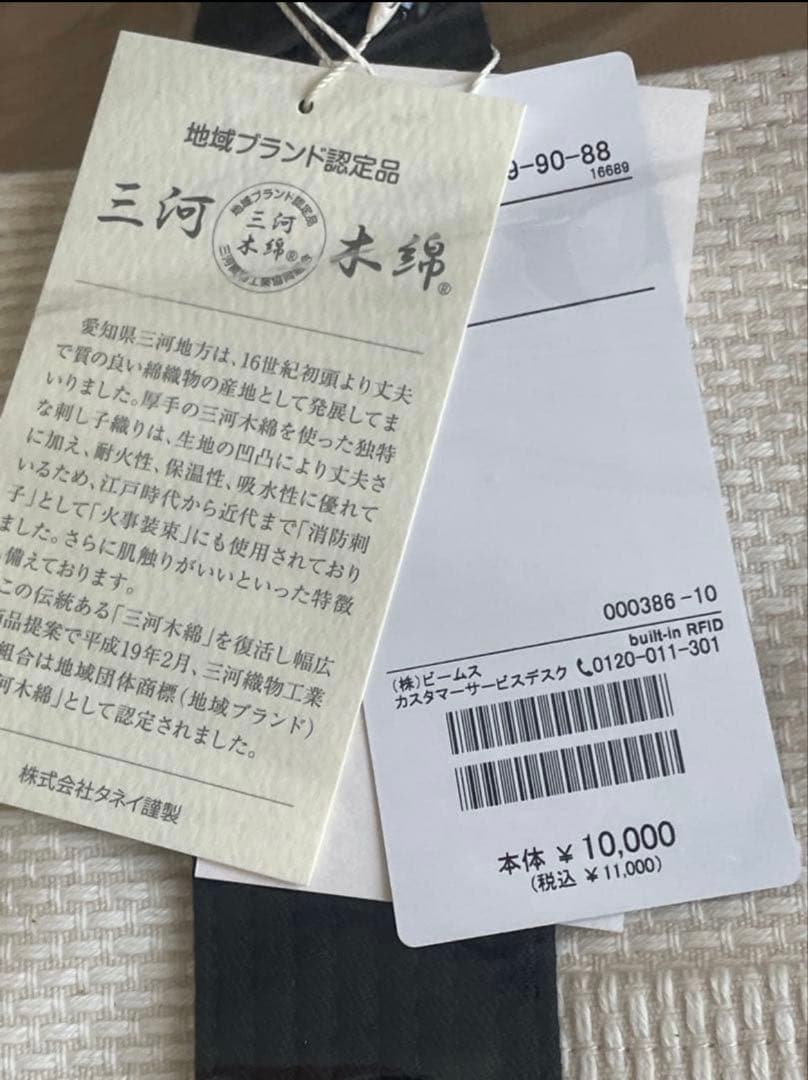 地域ブランド認定品
三河
地域ブランド認定品
三河
木綿®
木綿®
愛知県三河地方は、16世紀初頭より丈夫
で質の良い綿織物の産地として発展してま
いりました。厚手の三河木綿を使った独特
な刺し子織りは、生地の凹凸により丈夫さ
に加え、耐火性、保温性、吸水性に優れて
いるため、江戸時代から近代まで「消防刺
子」として「火事装束」にも使用されており
ました。さらに肌触りがいいといった特徴
備えております。
この伝統ある「三河木綿」を復活し幅広
商品提案で平成19年2月、三河織物工業
組合は地域団体商標(地域ブランド)
河木綿」として認定されました。
株式会社タネイ謹製
9-90-88
16689
000386-10
built-in RFID
(株)ビームス
カスタマーサービスデスク 📞0120-011-301
本体 ¥10,000
(税込 ¥11,000)